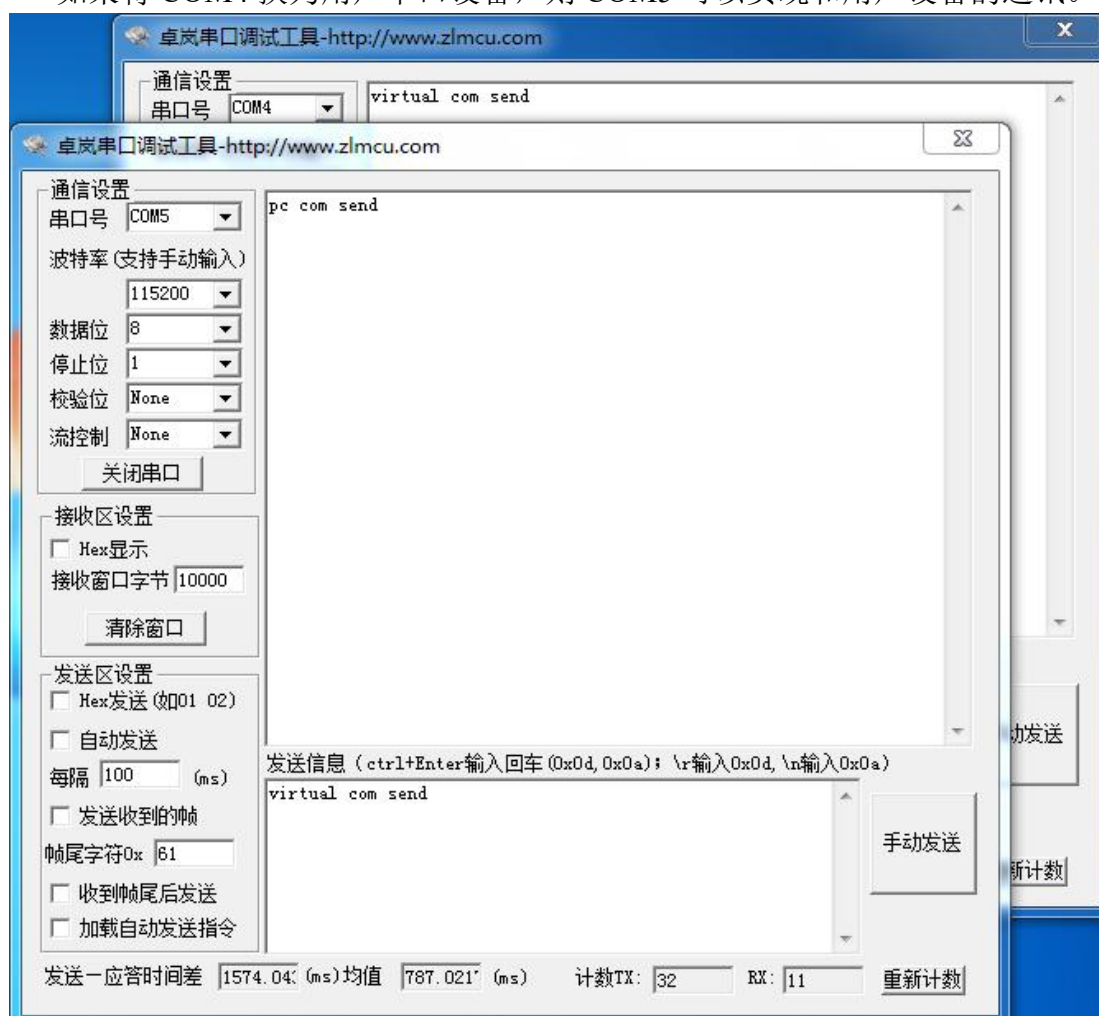 卓岚串口调试工具-http://www.zlmcu.com
通信设置
串口号 COM4
virtual com send
卓岚串口调试工具-http://www.zlmcu.com
通信设置
串口号 COM5
pc com send
波特率(支持手动输入)
115200
数据位 8
停止位 1
校验位 None
流控制 None
关闭串口
接收区设置
Hex显示
接收窗口字节 10000
清除窗口
发送区设置
Hex发送(如01 02)
自动发送
每隔 100 (ms)
发送收到的帧
帧尾字符0x 61
收到帧尾后发送
加载自动发送指令
发送信息（ctrl+Enter输入回车(0x0d,0x0a)；\r输入0x0d,\n输入0x0a）
virtual com send
手动发送
动发送
新计数
发送一应答时间差 1574.04 (ms)均值 787.021 (ms) 计数TX: 32 RX: 11 重新计数